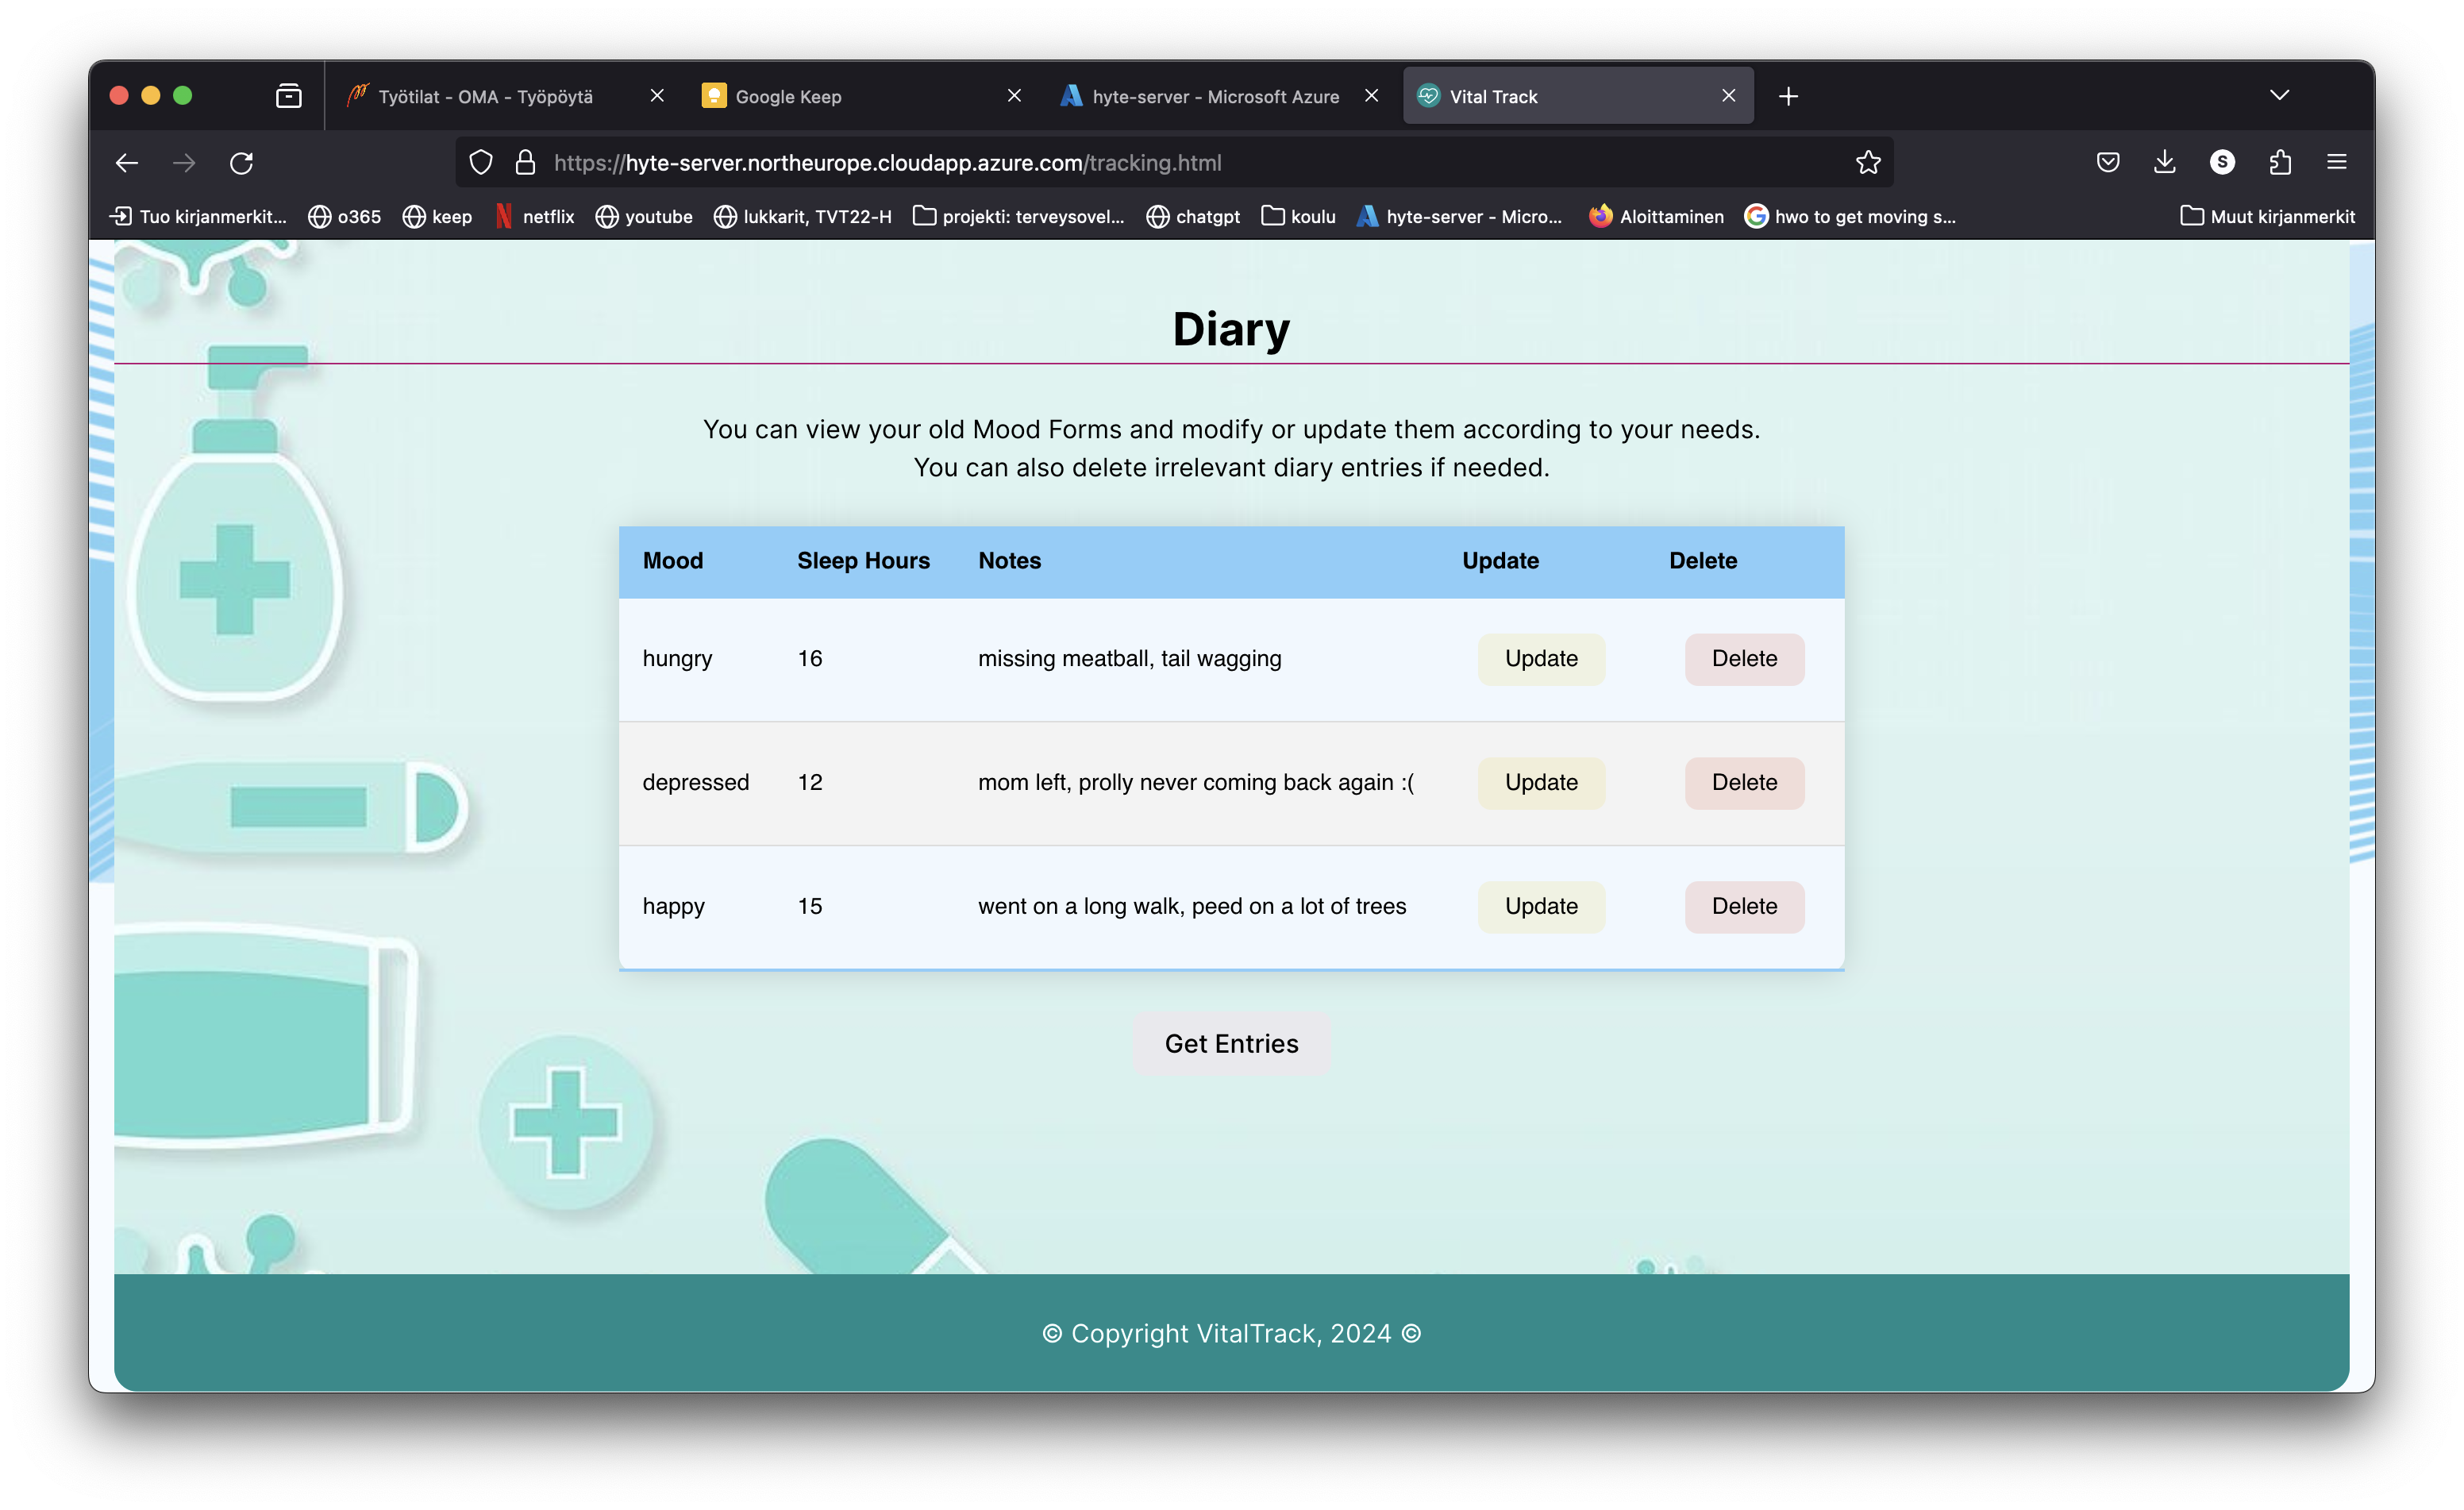 Työtilat - OMA - Työpöytä
Google Keep
hyte-server - Microsoft Azure
Vital Track
https://hyte-server.northeurope.cloudapp.azure.com/tracking.html
S
Tuo kirjanmerkit... o365 keep netflix youtube lukkarit, TVT22-H projekti: terveysovel... chatgpt koulu hyte-server - Micro... Aloittaminen hwo to get moving s... Muut kirjanmerkit
Diary
You can view your old Mood Forms and modify or update them according to your needs.
You can also delete irrelevant diary entries if needed.
Mood Sleep Hours Notes Update Delete
hungry 16 missing meatball, tail wagging Update Delete
depressed 12 mom left, prolly never coming back again :( Update Delete
happy 15 went on a long walk, peed on a lot of trees Update Delete
Get Entries
© Copyright VitalTrack, 2024 ©